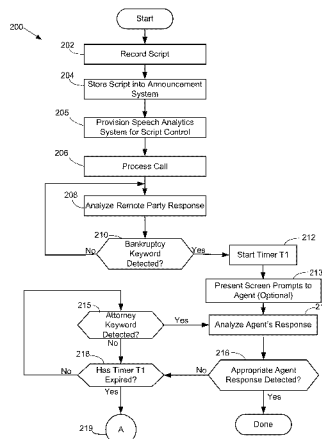 Start
200
202
Record Script
204
Store Script into Announcement
System
205
Provision Speech Analytics
System for Script Control
206
Process Call
208
Analyze Remote Party Response
210
Bankruptcy
Keyword
Detected?
No
Yes
212
Start Timer T1
213
Present Screen Prompts to
Agent (Optional)
215
Attorney
Keyword
Detected?
Yes
No
Analyze Agent's Response
218
Has Timer T1
Expired?
No
Yes
216
Appropriate Agent
Response Detected?
No
Yes
219
A
Done